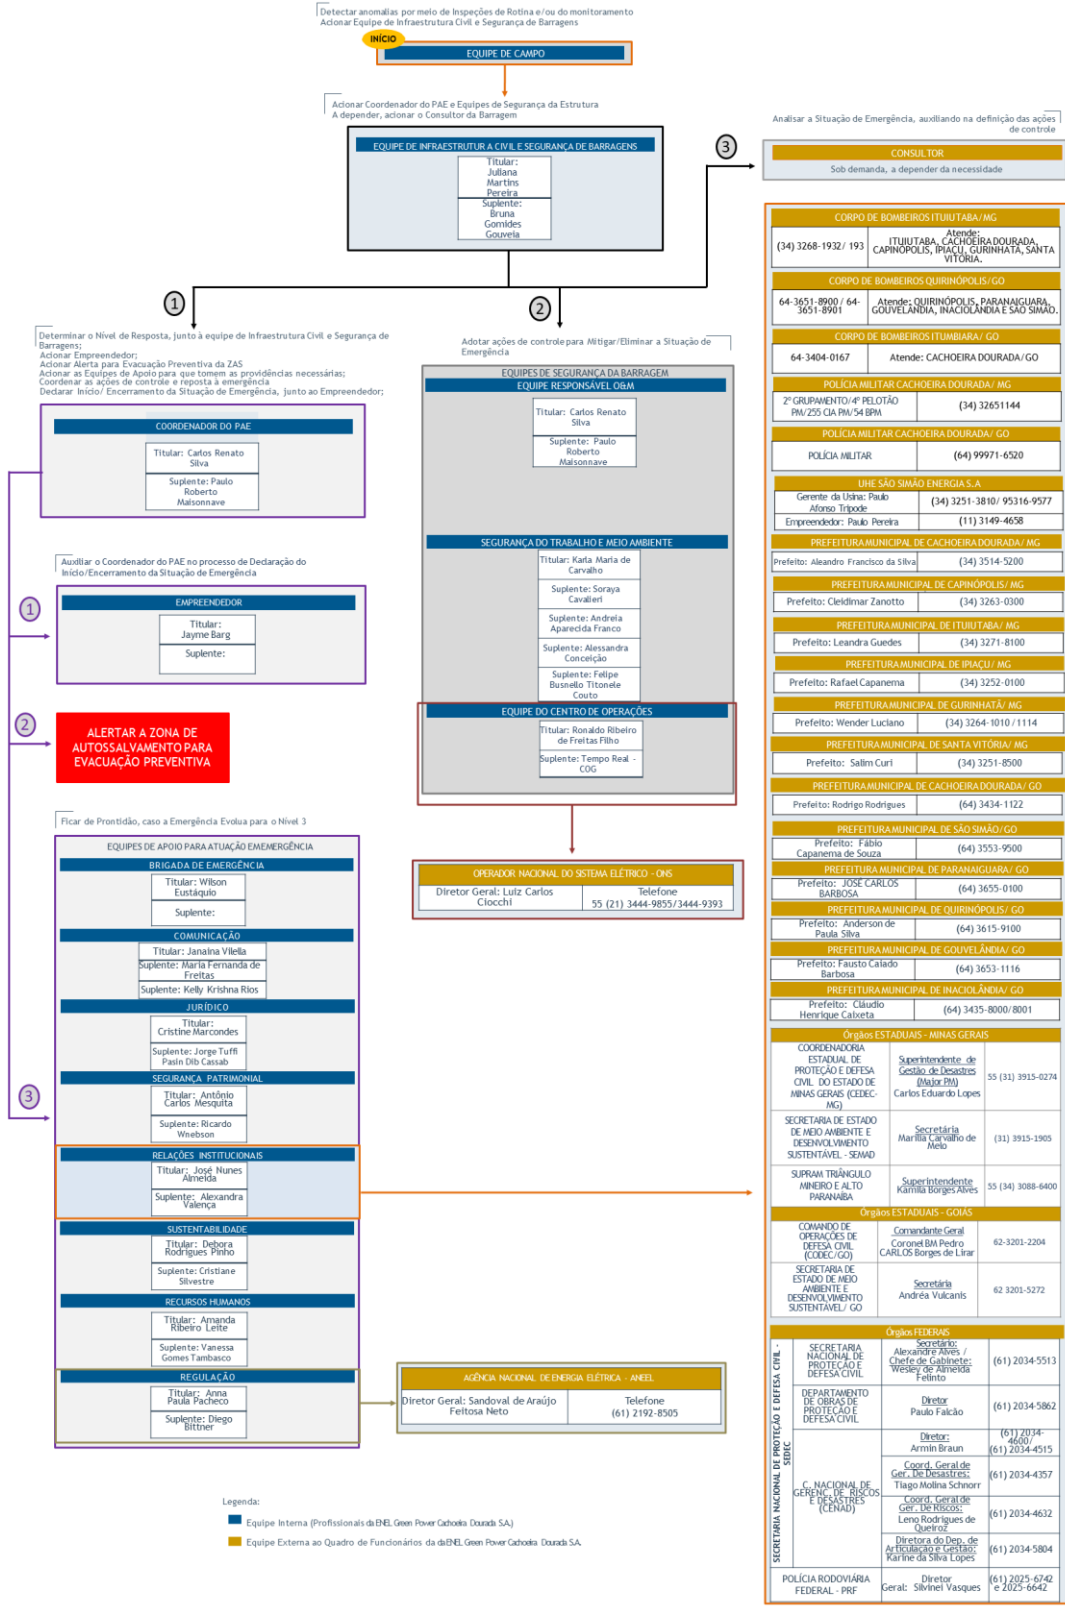 Detectar anomalias por meio de Inspeções de Rotina e/ou do monitoramento
Acionar Equipe de Infraestrutura Civil e Segurança de Barragens
INÍCIO
EQUIPE DE CAMPO
Acionar Coordenador do PAE e Equipes de Segurança da Estrutura
A depender, acionar o Consultor da Barragem
EQUIPE DE INFRAESTRUTUR A CIVIL E SEGURANÇA DE BARRAGENS
Titular:
Juliana
Martins
Pereira
Suplente:
Bruna
Gomides
Gouveia
3
Analisar a Situação de Emergência, auxiliando na definição das ações
de controle
CONSULTOR
Sob demanda, a depender da necessidade
1
2
Determinar o Nível de Resposta, junto à equipe de Infraestrutura Civil e Segurança de
Barragens;
Acionar Empreendedor;
Acionar Alerta para Evacuação Preventiva da ZAS
Acionar as Equipes de Apoio para que tomem as providências necessárias;
Coordenar as ações de controle e reposta à emergência
Declarar Início/ Encerramento da Situação de Emergência, junto ao Empreendedor;
COORDENADOR DO PAE
Titular: Carlos Renato
Silva
Suplente: Paulo
Roberto
Maisonnave
Auxiliar o Coordenador do PAE no processo de Declaração do
Início/Encerramento da Situação de Emergência
1
EMPREENDEDOR
Titular:
Jayme Barg
Suplente:
2
ALERTAR A ZONA DE
AUTOSSALVAMENTO PARA
EVACUAÇÃO PREVENTIVA
Ficar de Prontidão, caso a Emergência Evolua para o Nível 3
EQUIPES DE APOIO PARA ATUAÇÃO EMEMERGÊNCIA
BRIGADA DE EMERGÊNCIA
Titular: Wilson
Eustáquio
Suplente:
COMUNICAÇÃO
Titular: Janaina Vilella
Suplente: Maria Fernanda de
Freitas
Suplente: Kelly Krishna Rios
JURÍDICO
Titular:
Cristine Marcondes
Suplente: Jorge Tuffi
Pasin Dib Cassab
SEGURANÇA PATRIMONIAL
Titular: Antônio
Carlos Mesquita
Suplente: Ricardo
Wnebson
3
RELAÇÕES INSTITUCIONAIS
Titular: José Nunes
Almeida
Suplente: Alexandra
Valença
SUSTENTABILIDADE
Titular: Debora
Rodrigues Pinho
Suplente: Cristiane
Silvestre
RECURSOS HUMANOS
Titular: Amanda
Ribeiro Leite
Suplente: Vanessa
Gomes Tambasco
REGULAÇÃO
Titular: Anna
Paula Pacheco
Suplente: Diego
Bittner
Adotar ações de controle para Mitigar/Eliminar a Situação de
Emergência
EQUIPES DE SEGURANÇA DA BARRAGEM
EQUIPE RESPONSÁVEL O&M
Titular: Carlos Renato
Silva
Suplente: Paulo
Roberto
Maisonnave
SEGURANÇA DO TRABALHO E MEIO AMBIENTE
Titular: Karla Maria de
Carvalho
Suplente: Soraya
Cavalieri
Suplente: Andreia
Aparecida Franco
Suplente: Alessandra
Conceição
Suplente: Felipe
Busnello Titonele
Couto
EQUIPE DO CENTRO DE OPERAÇÕES
Titular: Ronaldo Ribeiro
de Freitas Filho
Suplente: Tempo Real -
COG
OPERADOR NACIONAL DO SISTEMA ELÉTRICO - ONS
Diretor Geral: Luiz Carlos
Ciocchi
Telefone
55 (21) 3444-9855/3444-9393
AGÊNCIA NACIONAL DE ENERGIA ELÉTRICA - ANEEL
Diretor Geral: Sandoval de Araújo
Feitosa Neto
Telefone
(61) 2192-8505
CORPO DE BOMBEIROS ITUIUTABA/MG
(34) 3268-1932/ 193
Atende:
ITUIUTABA, CACHOEIRA DOURADA,
CAPINÓPOLIS, IPIAÇU, GURINHATÃ, SANTA
VITÓRIA.
CORPO DE BOMBEIROS QUIRINÓPOLIS/GO
64-3651-8900 / 64-
3651-8901
Atende: QUIRINÓPOLIS, PARANAIGUARA,
GOUVELÂNDIA, INACIOLÂNDIA E SÃO SIMÃO.
CORPO DE BOMBEIROS ITUMBIARA/ GO
64-3404-0167
Atende: CACHOEIRA DOURADA/GO
POLÍCIA MILITAR CACHOEIRA DOURADA/ MG
2º GRUPAMENTO/4º PELOTÃO
PM/255 CIA PM/54 BPM
(34) 32651144
POLÍCIA MILITAR CACHOEIRA DOURADA/ GO
POLÍCIA MILITAR
(64) 99971-6520
UHE SÃO SIMÃO ENERGIA S.A
Gerente da Usina: Paulo
Afonso Trípode
(34) 3251-3810/ 95316-9577
Empreendedor: Paulo Pereira
(11) 3149-4658
PREFEITURA MUNICIPAL DE CACHOEIRA DOURADA/ MG
Prefeito: Aleandro Francisco da Silva
(34) 3514-5200
PREFEITURA MUNICIPAL DE CAPINÓPOLIS/ MG
Prefeito: Cleidimar Zanotto
(34) 3263-0300
PREFEITURA MUNICIPAL DE ITUIUTABA/ MG
Prefeito: Leandra Guedes
(34) 3271-8100
PREFEITURA MUNICIPAL DE IPIAÇU/ MG
Prefeito: Rafael Capanema
(34) 3252-0100
PREFEITURA MUNICIPAL DE GURINHATÃ/ MG
Prefeito: Wender Luciano
(34) 3264-1010 /1114
PREFEITURA MUNICIPAL DE SANTA VITÓRIA/ MG
Prefeito: Salim Curi
(34) 3251-8500
PREFEITURA MUNICIPAL DE CACHOEIRA DOURADA/ GO
Prefeito: Rodrigo Rodrigues
(64) 3434-1122
PREFEITURA MUNICIPAL DE SÃO SIMÃO/GO
Prefeito: Fábio
Capanema de Souza
(64) 3553-9500
PREFEITURA MUNICIPAL DE PARANAIGUARA/ GO
Prefeito: JOSÉ CARLOS
BARBOSA
(64) 3655-0100
PREFEITURA MUNICIPAL DE QUIRINÓPOLIS/ GO
Prefeito: Anderson de
Paula Silva
(64) 3615-9100
PREFEITURA MUNICIPAL DE GOUVELÂNDIA/ GO
Prefeito: Fausto Caiado
Barbosa
(64) 3653-1116
PREFEITURA MUNICIPAL DE INACIOLÂNDIA/ GO
Prefeito: Cláudio
Henrique Caixeta
(64) 3435-8000/8001
Órgãos ESTADUAIS - MINAS GERAIS
COORDENADORIA
ESTADUAL DE
PROTEÇÃO E DEFESA
CIVIL DO ESTADO DE
MINAS GERAIS (CEDEC-
MG)
Superintendente de
Gestão de Desastres
(Major PM)
Carlos Eduardo Lopes
55 (31) 3915-0274
SECRETARIA DE ESTADO
DE MEIO AMBIENTE E
DESENVOLVIMENTO
SUSTENTÁVEL - SEMAD
Secretária
Marília Carvalho de
Melo
(31) 3915-1905
SUPRAM TRIÂNGULO
MINEIRO E ALTO
PARANAÍBA
Superintendente
Kamila Borges Alves
55 (34) 3088-6400
Órgãos ESTADUAIS - GOIÁS
COMANDO DE
OPERAÇÕES DE
DEFESA CIVIL
(CODEC/GO)
Comandante Geral
Coronel BM Pedro
CARLOS Borges de Lirar
62-3201-2204
SECRETARIA DE
ESTADO DE MEIO
AMBIENTE E
DESENVOLVIMENTO
SUSTENTÁVEL/ GO
Secretária
Andréa Vulcanis
62 3201-5272
Órgãos FEDERAIS
SECRETARIA NACIONAL DE PROTEÇÃO E DEFESA CIVIL -
SEDEC
SECRETARIA
NACIONAL DE
PROTEÇÃO E
DEFESA CIVIL
Secretário:
Alexandre Alves /
Chefe de Gabinete:
Wesley de Almeida
Felinto
(61) 2034-5513
DEPARTAMENTO
DE OBRAS DE
PROTEÇÃO E
DEFESA CIVIL
Diretor
Paulo Falcão
(61) 2034-5862
C. NACIONAL DE
GERENC. DE RISCOS
E DESASTRES
(CENAD)
Diretor:
Armin Braun
(61) 2034-
4600/
(61) 2034-4515
Coord. Geral de
Ger. De Desastres:
Tiago Molina Schnorr
(61) 2034-4357
Coord. Geral de
Ger. De Riscos:
Leno Rodrigues de
Queiroz
(61) 2034-4632
Diretora do Dep. de
Articulação e Gestão:
Karine da Silva Lopes
(61) 2034-5804
POLÍCIA RODOVIÁRIA
FEDERAL - PRF
Diretor
Geral: Silvinei Vasques
(61) 2025-6742
e 2025-6642
Legenda:
Equipe Interna (Profissionais da ENEL Green Power Cachoeira Dourada S.A.)
Equipe Externa ao Quadro de Funcionários da da ENEL Green Power Cachoeira Dourada S.A.